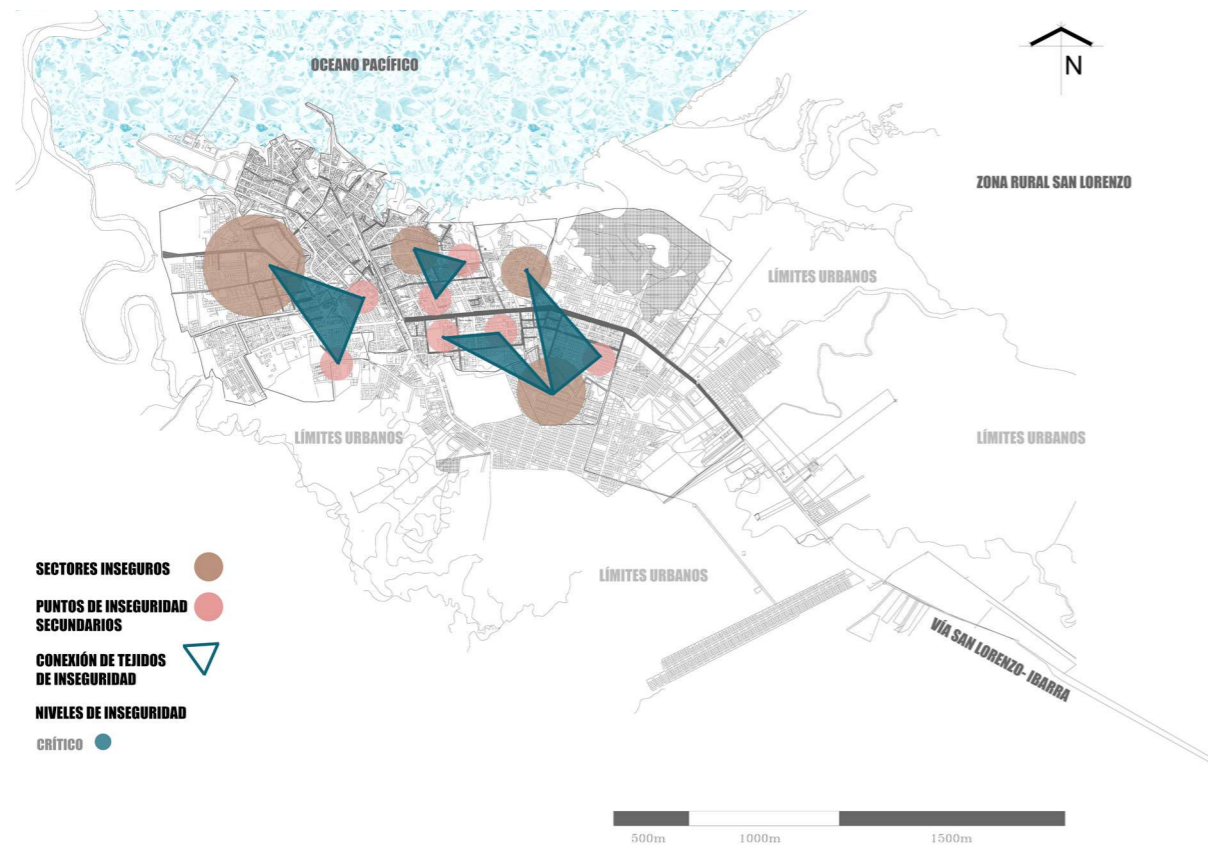 OCEANO PACÍFICO
N
ZONA RURAL SAN LORENZO
LÍMITES URBANOS
LÍMITES URBANOS
LÍMITES URBANOS
LÍMITES URBANOS
VÍA SAN LORENZO- IBARRA
SECTORES INSEGUROS
PUNTOS DE INSEGURIDAD
SECUNDARIOS
CONEXIÓN DE TEJIDOS
DE INSEGURIDAD
NIVELES DE INSEGURIDAD
CRÍTICO
500m
1000m
1500m